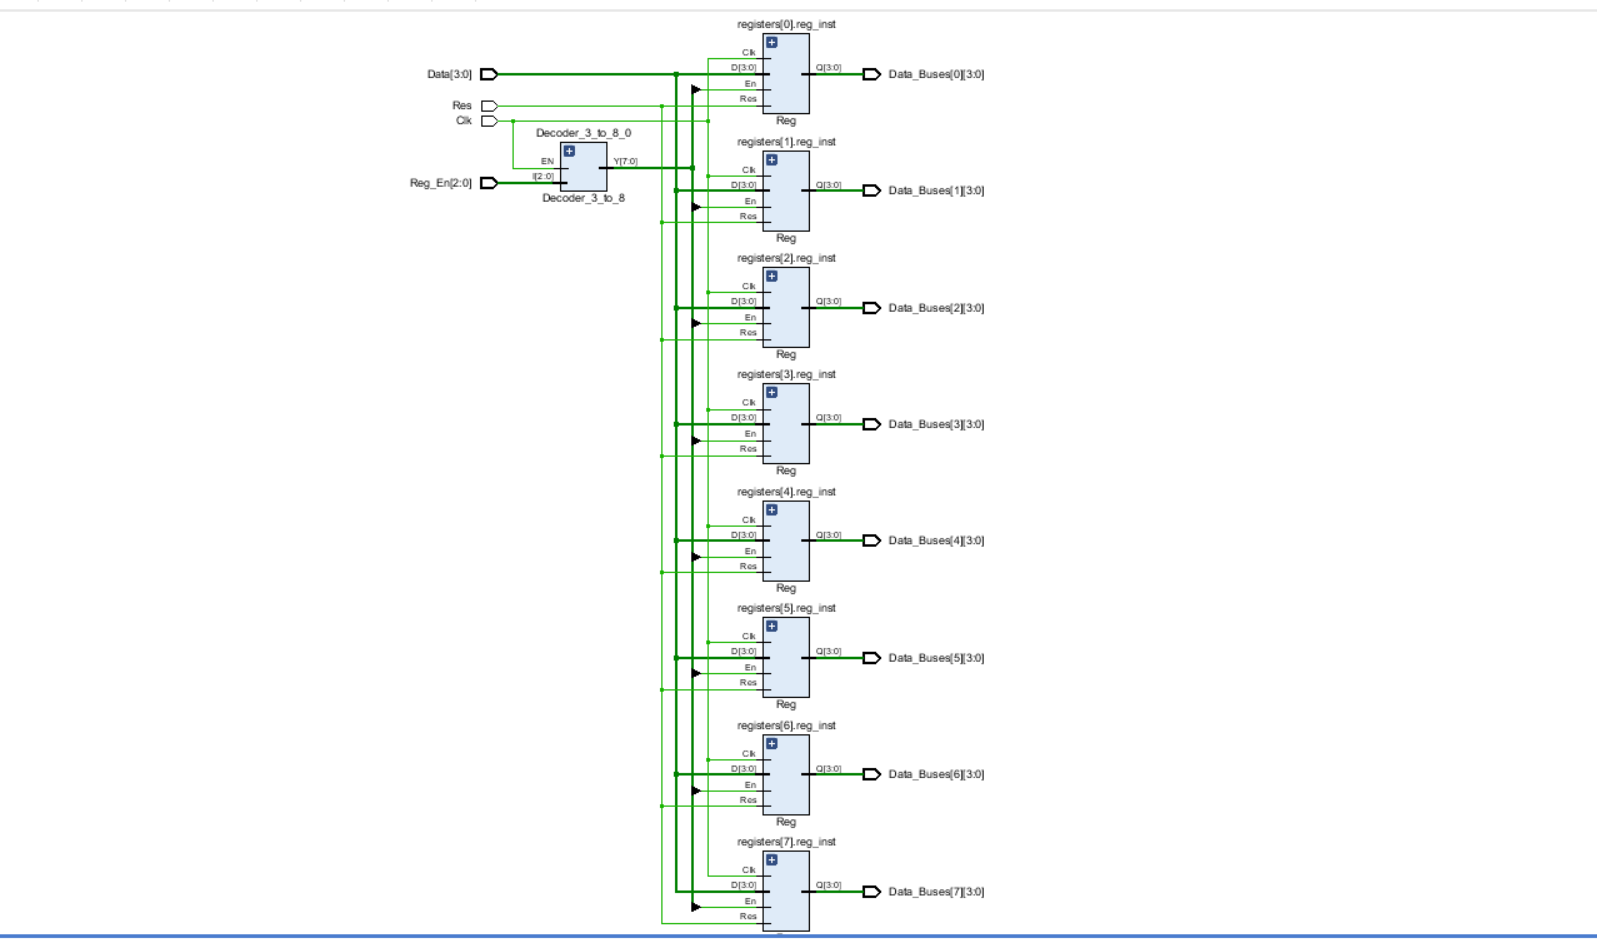 registers[0].reg_inst
Clk
Data[3:0]
D[3:0]
Q[3:0]
Data_Buses[0][3:0]
En
Res
Res
Clk
Reg
Decoder_3_to_8_0
registers[1].reg_inst
EN
Y[7:0]
Clk
I[2:0]
Reg_En[2:0]
D[3:0]
Q[3:0]
Data_Buses[1][3:0]
Decoder_3_to_8
En
Res
Reg
registers[2].reg_inst
Clk
D[3:0]
Q[3:0]
Data_Buses[2][3:0]
En
Res
Reg
registers[3].reg_inst
Clk
D[3:0]
Q[3:0]
Data_Buses[3][3:0]
En
Res
Reg
registers[4].reg_inst
Clk
D[3:0]
Q[3:0]
Data_Buses[4][3:0]
En
Res
Reg
registers[5].reg_inst
Clk
D[3:0]
Q[3:0]
Data_Buses[5][3:0]
En
Res
Reg
registers[6].reg_inst
Clk
D[3:0]
Q[3:0]
Data_Buses[6][3:0]
En
Res
Reg
registers[7].reg_inst
Clk
D[3:0]
Q[3:0]
Data_Buses[7][3:0]
En
Res